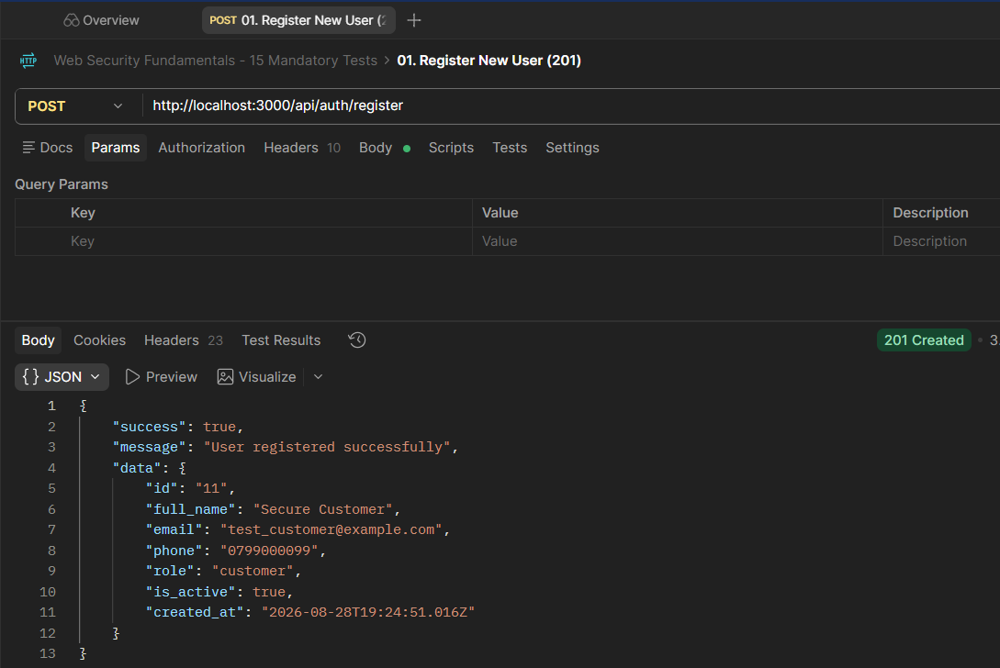 Overview POST 01. Register New User (
HTTP Web Security Fundamentals - 15 Mandatory Tests > 01. Register New User (201)
POST http://localhost:3000/api/auth/register
Docs Params Authorization Headers 10 Body Scripts Tests Settings
Query Params
Key Value Description
Key Value Description
Body Cookies Headers 23 Test Results 201 Created • 3.
{} JSON Preview Visualize
1 {
2 "success": true,
3 "message": "User registered successfully",
4 "data": {
5 "id": "11",
6 "full_name": "Secure Customer",
7 "email": "test_customer@example.com",
8 "phone": "0799000099",
9 "role": "customer",
10 "is_active": true,
11 "created_at": "2026-08-28T19:24:51.016Z"
12 }
13 }